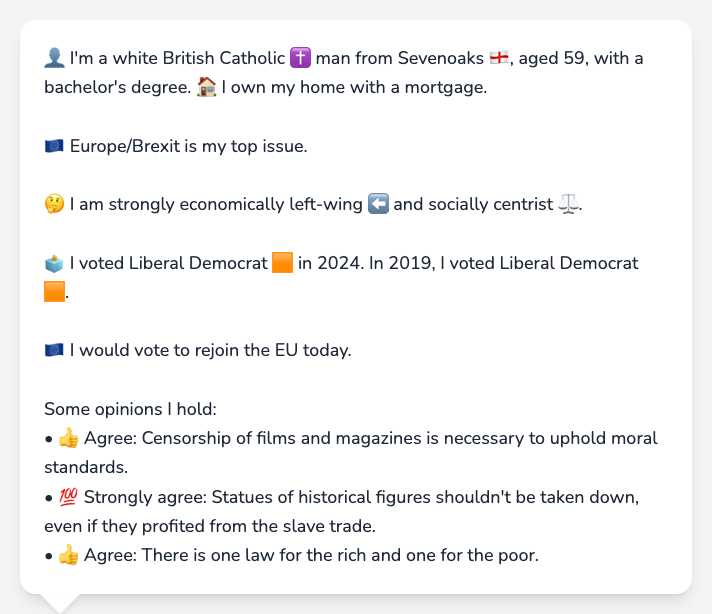 👤 I'm a white British Catholic ✝️ man from Sevenoaks 🏴󠁧󠁢󠁥󠁮󠁧󠁿, aged 59, with a
bachelor's degree. 🏠 I own my home with a mortgage.
🇪🇺 Europe/Brexit is my top issue.
🤔 I am strongly economically left-wing ⬅️ and socially centrist ⚖️.
🗳️ I voted Liberal Democrat 🟧 in 2024. In 2019, I voted Liberal Democrat
🟧.
🇪🇺 I would vote to rejoin the EU today.
Some opinions I hold:
• 👍 Agree: Censorship of films and magazines is necessary to uphold moral
standards.
• 💯 Strongly agree: Statues of historical figures shouldn't be taken down,
even if they profited from the slave trade.
• 👍 Agree: There is one law for the rich and one for the poor.